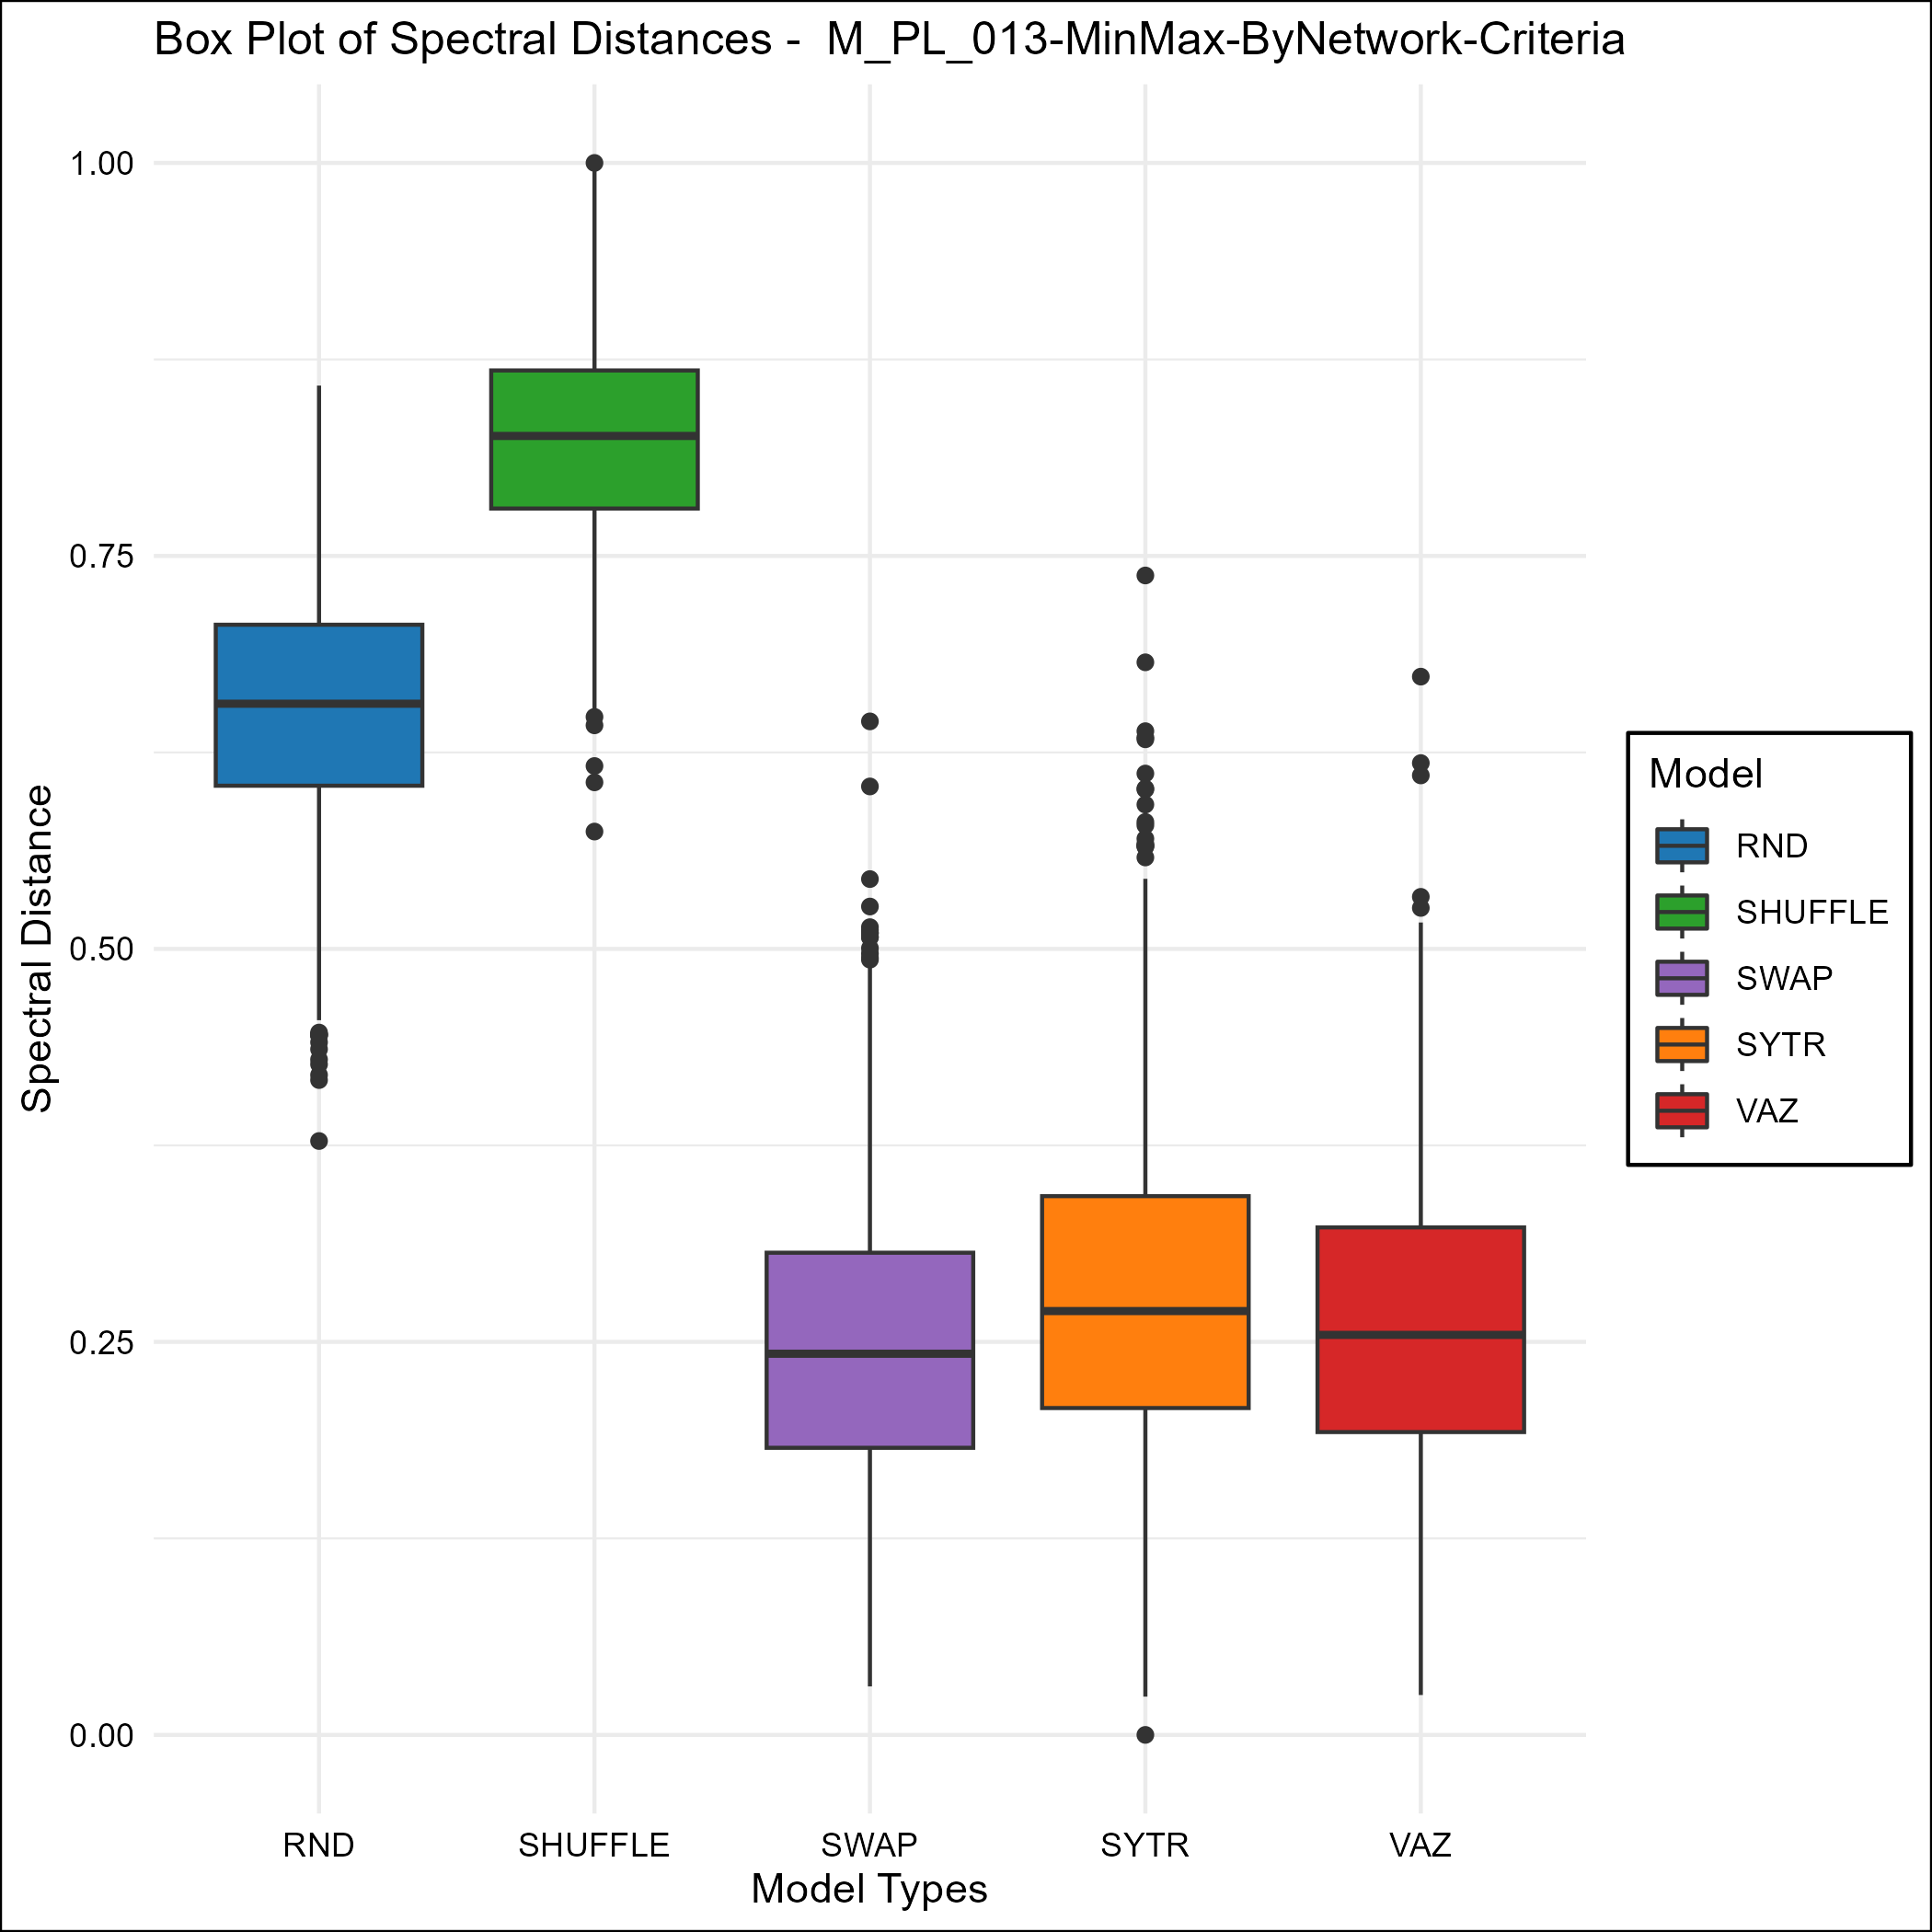 Box Plot of Spectral Distances -  M_PL_013-MinMax-ByNetwork-Criteria
1.00
0.75
0.50
0.25
0.00
Spectral Distance
RND
SHUFFLE
SWAP
SYTR
VAZ
Model Types
Model
RND
SHUFFLE
SWAP
SYTR
VAZ